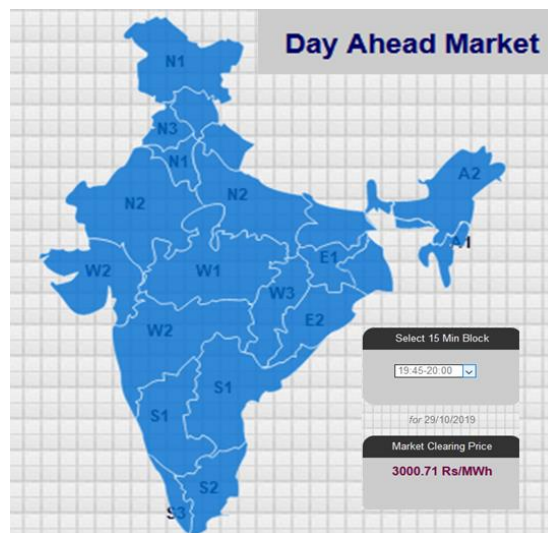 Day Ahead Market
N1
N3
N1
N2
N2
A2
A1
W2
W1
E1
W3
W2
E2
S1
S1
S2
S3
Select 15 Min Block
19:45-20:00
for 29/10/2019
Market Clearing Price
3000.71 Rs/MWh